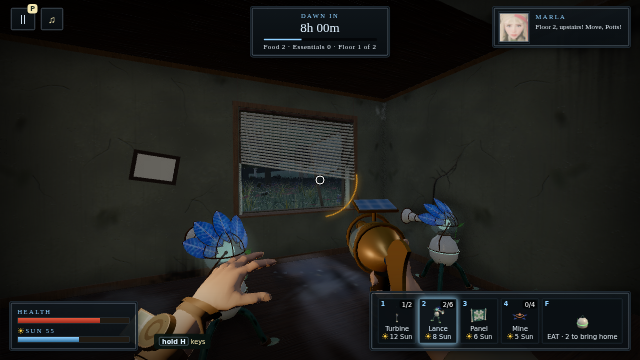 P
DAWN IN
8h 00m
Food 2 · Essentials 0 · Floor 1 of 2
MARLA
Floor 2, upstairs! Move, Potts!
HEALTH
SUN 55
hold H keys
1 1/2
Turbine
12 Sun
2 2/6
Lance
8 Sun
3
Panel
6 Sun
4 0/4
Mine
5 Sun
F
EAT · 2 to bring home